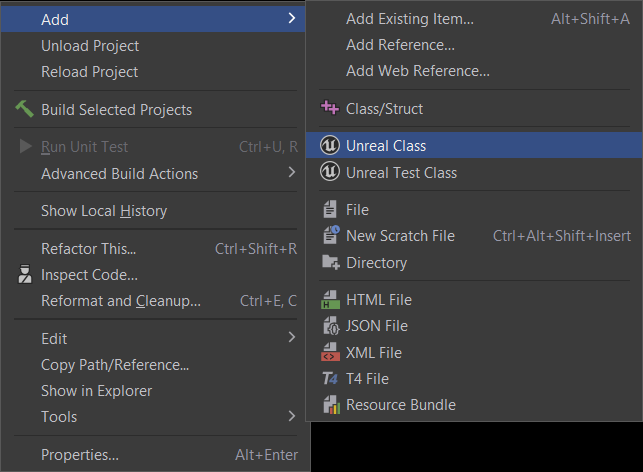 Add
Unload Project
Reload Project
Build Selected Projects
Run Unit Test Ctrl+U, R
Advanced Build Actions
Show Local History
Refactor This... Ctrl+Shift+R
Inspect Code...
Reformat and Cleanup... Ctrl+E, C
Edit
Copy Path/Reference...
Show in Explorer
Tools
Properties... Alt+Enter
Add Existing Item... Alt+Shift+A
Add Reference...
Add Web Reference...
Class/Struct
Unreal Class
Unreal Test Class
File
New Scratch File Ctrl+Alt+Shift+Insert
Directory
H HTML File
JSON File
XML File
T4 T4 File
Resource Bundle